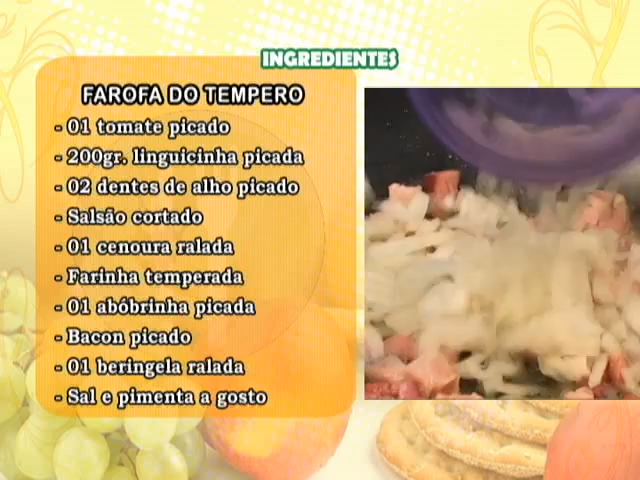 INGREDIENTES
FAROFA DO TEMPERO
- 01 tomate picado
- 200gr. linguicinha picada
- 02 dentes de alho picado
- Salsão cortado
- 01 cenoura ralada
- Farinha temperada
- 01 abóbrinha picada
- Bacon picado
- 01 beringela ralada
- Sal e pimenta a gosto